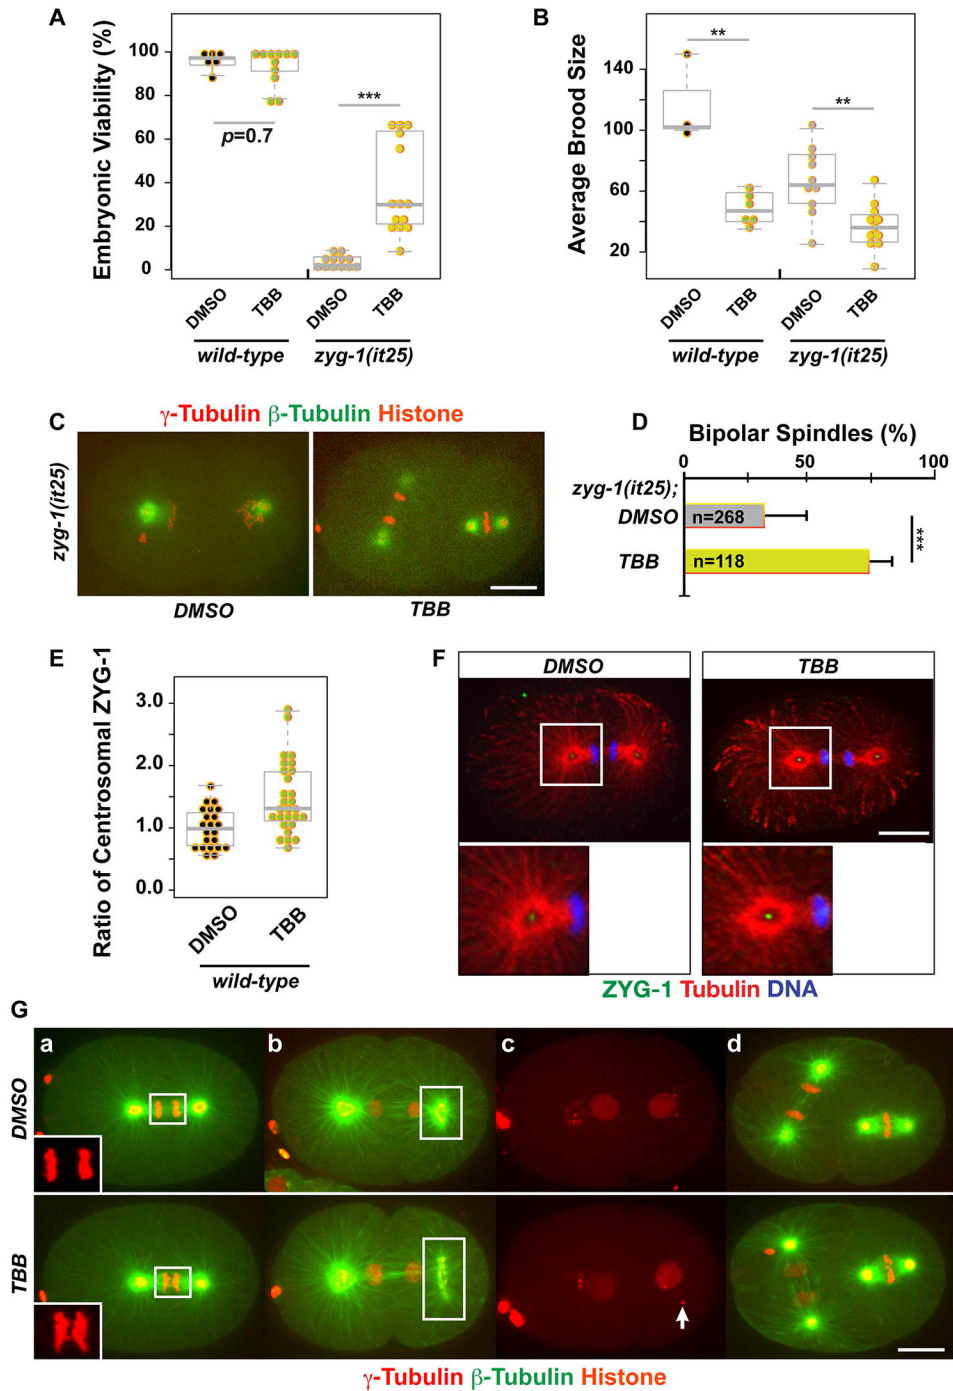 A
Embryonic Viability (%)
100
80
60
40
20
0
p=0.7
***
DMSO
TBB
DMSO
TBB
wild-type
zyg-1(it25)
B
Average Brood Size
140
100
60
20
**
**
DMSO
TBB
DMSO
TBB
wild-type
zyg-1(it25)
C
γ-Tubulin β-Tubulin Histone
zyg-1(it25)
DMSO
TBB
D
Bipolar Spindles (%)
0
50
100
zyg-1(it25);
DMSO
n=268
TBB
n=118
***
E
Ratio of Centrosomal ZYG-1
3.0
2.0
1.0
0.0
DMSO
TBB
wild-type
F
DMSO
TBB
ZYG-1 Tubulin DNA
G
a
b
c
d
DMSO
TBB
γ-Tubulin β-Tubulin Histone